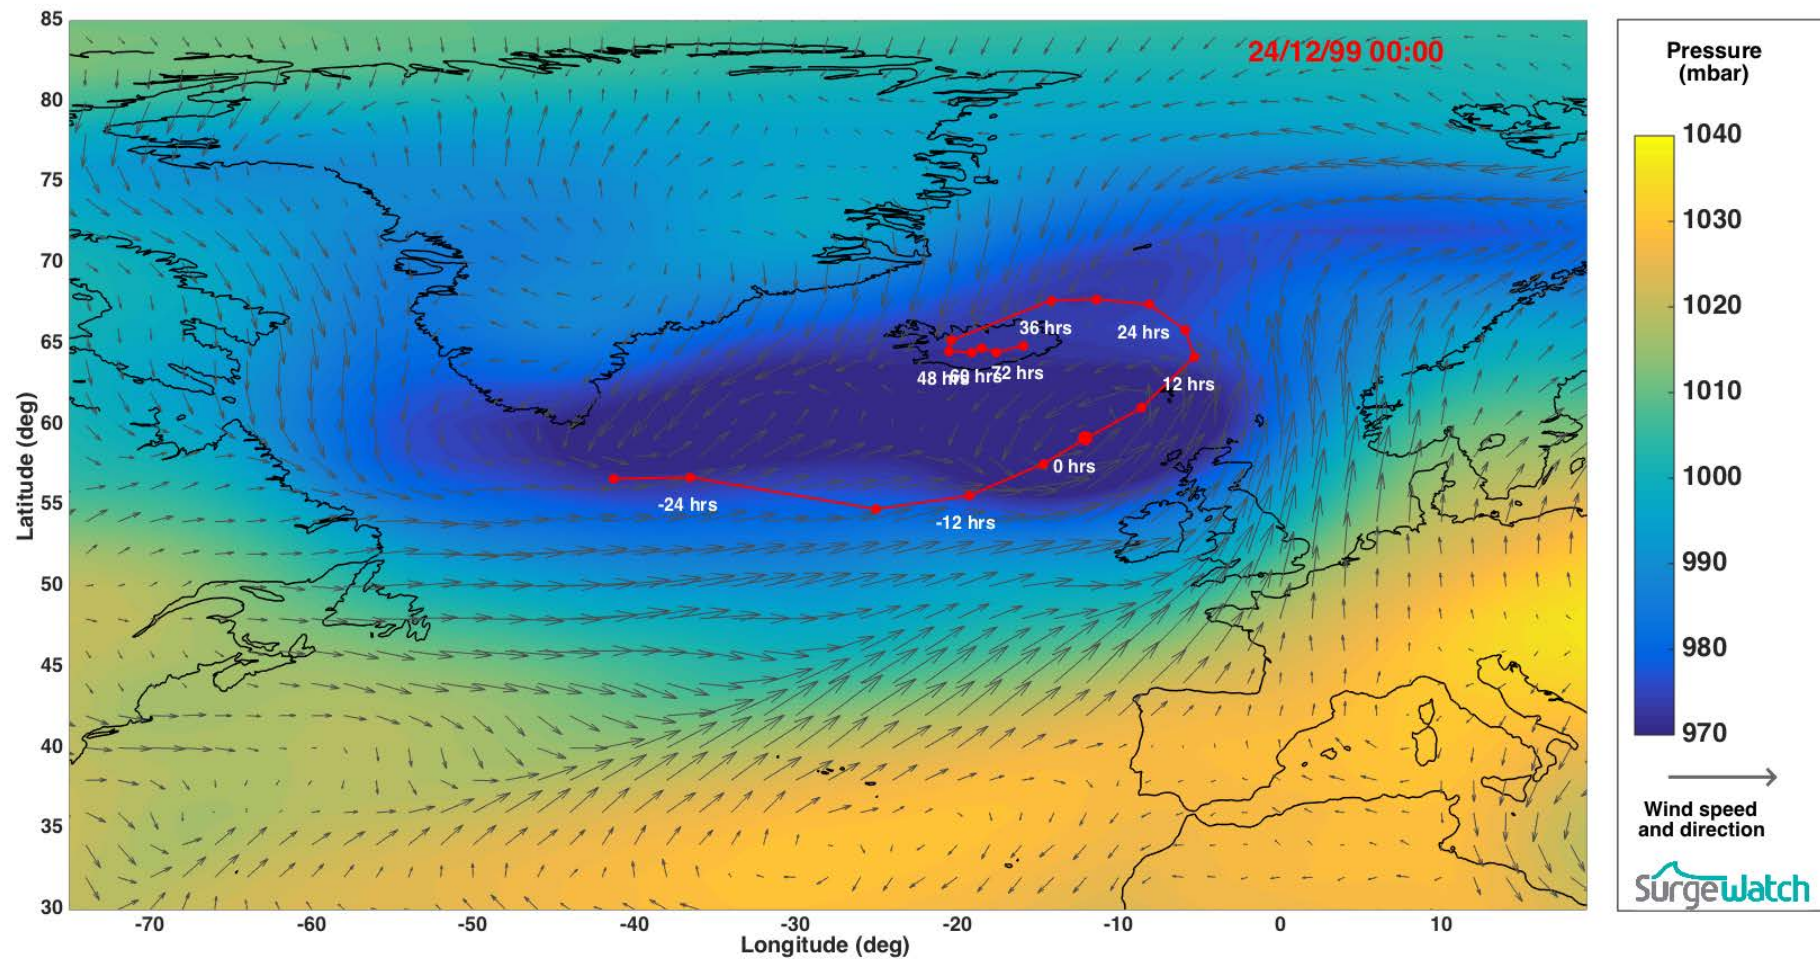 24/12/99 00:00
85
80
75
70
65
60
55
50
45
40
35
30
Latitude (deg)
36 hrs
24 hrs
48 hrs
72 hrs
12 hrs
0 hrs
-24 hrs
-12 hrs
-70
-60
-50
-40
-30
-20
-10
0
10
Longitude (deg)
Pressure
(mbar)
1040
1030
1020
1010
1000
990
980
970
Wind speed
and direction
Surgewatch